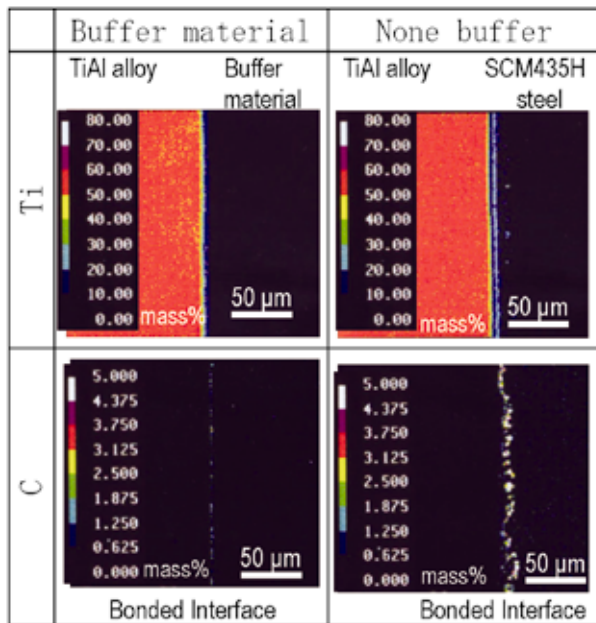 Buffer material
None buffer
TiAl alloy
Buffer
material
TiAl alloy
SCM435H
steel
Ti
80.00
70.00
60.00
50.00
40.00
30.00
20.00
10.00
0.00
mass%
50 µm
80.00
70.00
60.00
50.00
40.00
30.00
20.00
10.00
0.00
mass%
50 µm
C
5.000
4.375
3.750
3.125
2.500
1.875
1.250
0.625
0.000
mass%
50 µm
5.000
4.375
3.750
3.125
2.500
1.875
1.250
0.625
0.000
mass%
50 µm
Bonded Interface
Bonded Interface